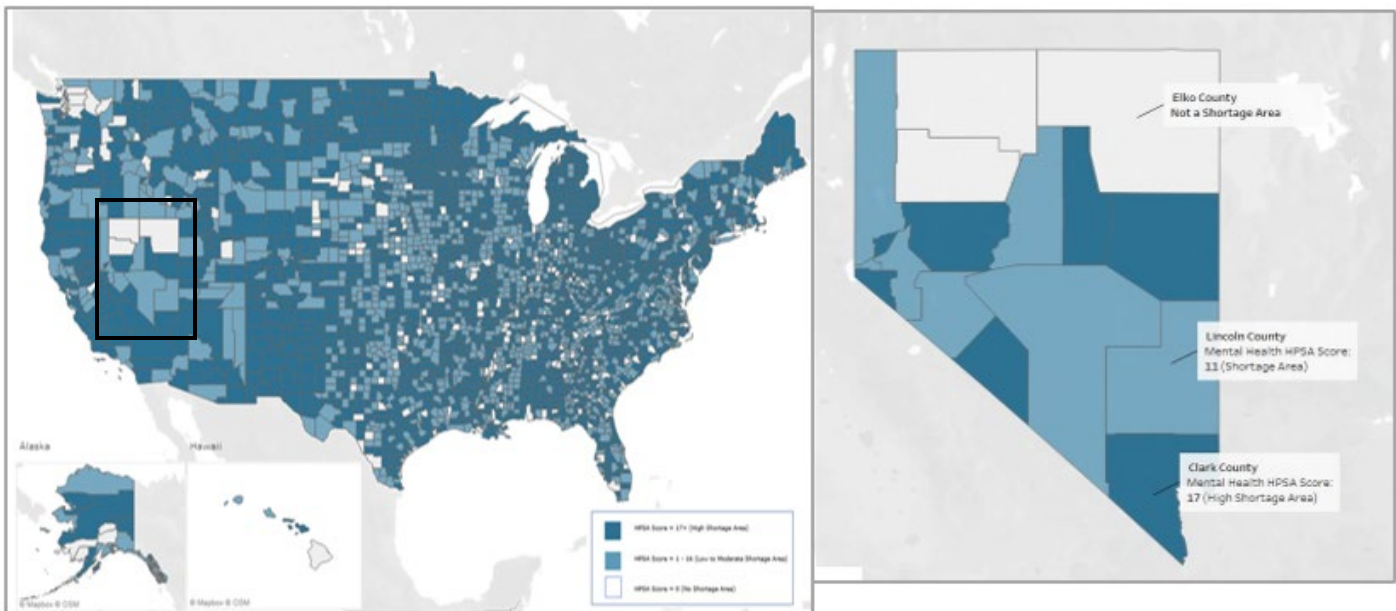 Alaska
Hawaii
© Mapbox © OSM
© Mapbox © OSM
HPSA Score = 17+ (High Shortage Area)
HPSA Score = 1 - 16 (Low to Moderate Shortage Area)
HPSA Score = 0 (No Shortage Area)
Elko County
Not a Shortage Area
Lincoln County
Mental Health HPSA Score:
11 (Shortage Area)
Clark County
Mental Health HPSA Score:
17 (High Shortage Area)